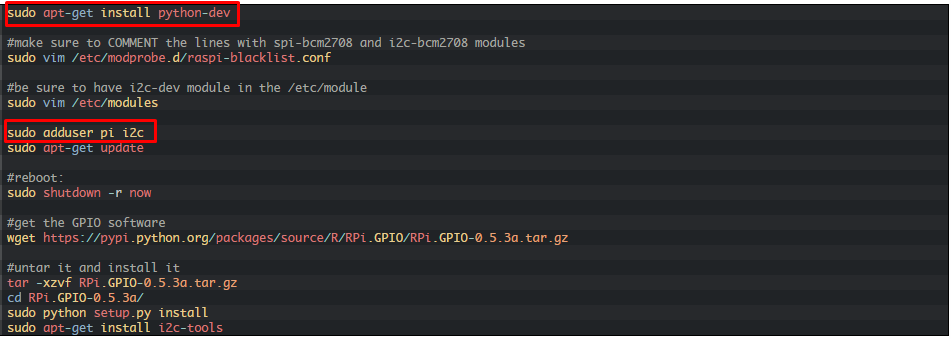 sudo apt-get install python-dev
#make sure to COMMENT the lines with spi-bcm2708 and i2c-bcm2708 modules
sudo vim /etc/modprobe.d/raspi-blacklist.conf
#be sure to have i2c-dev module in the /etc/module
sudo vim /etc/modules
sudo adduser pi i2c
sudo apt-get update
#reboot:
sudo shutdown -r now
#get the GPIO software
wget https://pypi.python.org/packages/source/R/RPi.GPIO/RPi.GPIO-0.5.3a.tar.gz
#untar it and install it
tar -xzvf RPi.GPIO-0.5.3a.tar.gz
cd RPi.GPIO-0.5.3a/
sudo python setup.py install
sudo apt-get install i2c-tools